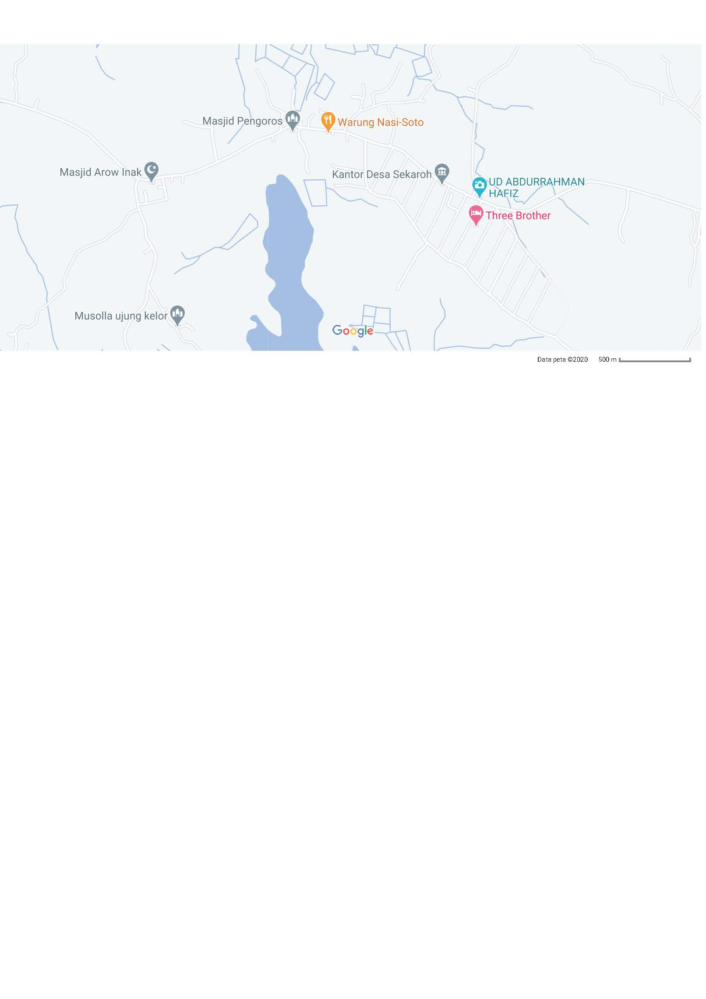 Masjid Pengoros
Warung Nasi-Soto
Masjid Arow Inak
Kantor Desa Sekaroh
UD ABDURRAHMAN
HAFIZ
Three Brother
Musolla ujung kelor
Google
Data peta ©2020 500 m